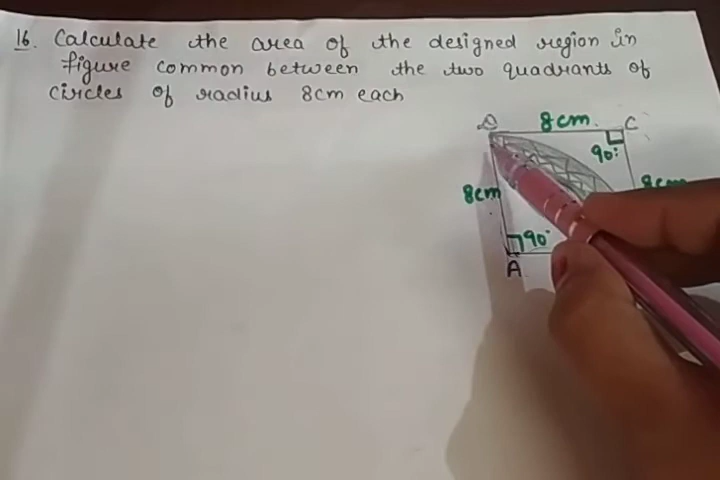 16. Calculate the area of the designed region in
figure common between the two quadrants of
circles of radius 8cm each
D 8cm. C
90°
8cm 8cm
90°
A